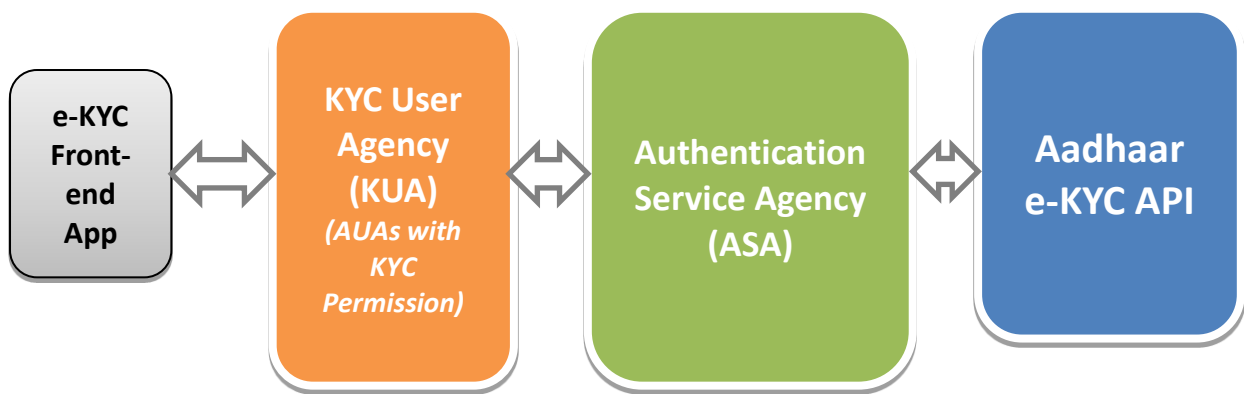 e-KYC
Front-
end
App
KYC User
Agency
(KUA)
(AUAs with
KYC
Permission)
Authentication
Service Agency
(ASA)
Aadhaar
e-KYC API